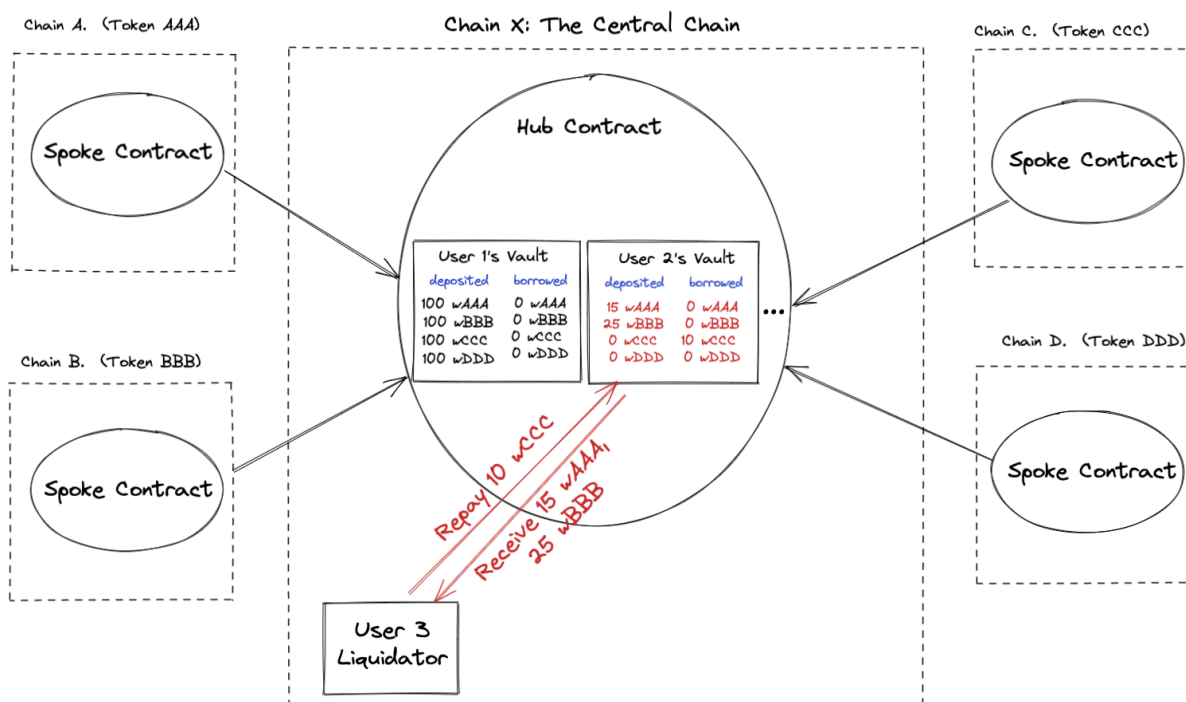 Chain A. (Token AAA)
Spoke Contract
Chain B. (Token BBB)
Spoke Contract
Chain X: The Central Chain
Hub Contract
User 1's Vault
deposited borrowed
100 wAAA 0 wAAA
100 wBBB 0 wBBB
100 wCCC 0 wCCC
100 wDDD 0 wDDD
User 2's Vault
deposited borrowed
15 wAAA 0 wAAA
25 wBBB 0 wBBB
0 wCCC 10 wCCC
0 wDDD 0 wDDD
...
Repay 10 wCCC
Receive 15 wAAA,
25 wBBB
User 3
Liquidator
Chain C. (Token CCC)
Spoke Contract
Chain D. (Token DDD)
Spoke Contract